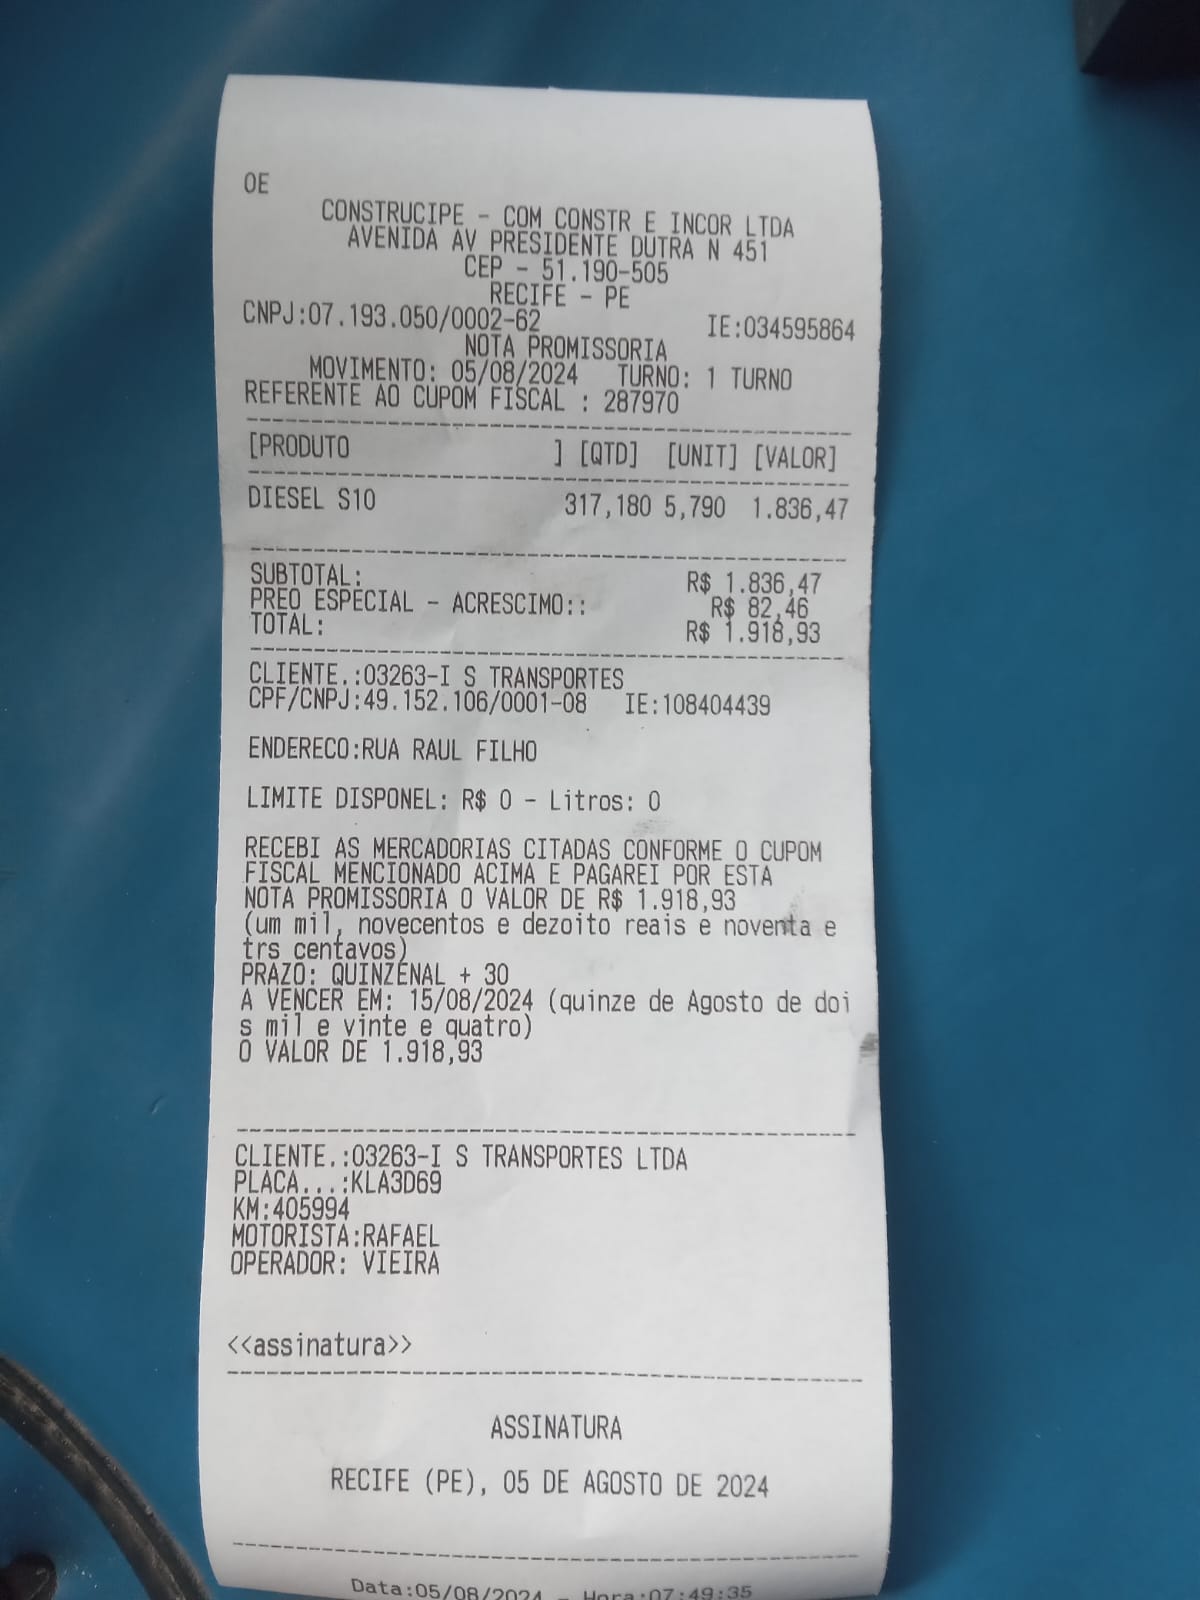 OE
CONSTRUCIPE - COM CONSTR E INCOR LTDA
AVENIDA AV PRESIDENTE DUTRA N 451
CEP - 51.190-505
RECIFE - PE
CNPJ:07.193.050/0002-62 IE:034595864
NOTA PROMISSORIA
MOVIMENTO: 05/08/2024 TURNO: 1 TURNO
REFERENTE AO CUPOM FISCAL : 287970
[PRODUTO ] [QTD] [UNIT] [VALOR]
DIESEL S10 317,180 5,790 1.836,47
SUBTOTAL: R$ 1.836,47
PREO ESPECIAL - ACRESCIMO:: R$ 82,46
TOTAL: R$ 1.918,93
CLIENTE.:03263-I S TRANSPORTES
CPF/CNPJ:49.152.106/0001-08 IE:108404439
ENDERECO:RUA RAUL FILHO
LIMITE DISPONEL: R$ 0 - Litros: 0
RECEBI AS MERCADORIAS CITADAS CONFORME O CUPOM
FISCAL MENCIONADO ACIMA E PAGAREI POR ESTA
NOTA PROMISSORIA O VALOR DE R$ 1.918,93
(um mil, novecentos e dezoito reais e noventa e
trs centavos)
PRAZO: QUINZENAL + 30
A VENCER EM: 15/08/2024 (quinze de Agosto de doi
s mil e vinte e quatro)
O VALOR DE 1.918,93
CLIENTE.:03263-I S TRANSPORTES LTDA
PLACA...:KLA3D69
KM:405994
MOTORISTA:RAFAEL
OPERADOR: VIEIRA
<<assinatura>>
ASSINATURA
RECIFE (PE), 05 DE AGOSTO DE 2024
Data:05/08/2024 - Hora:07:49:35